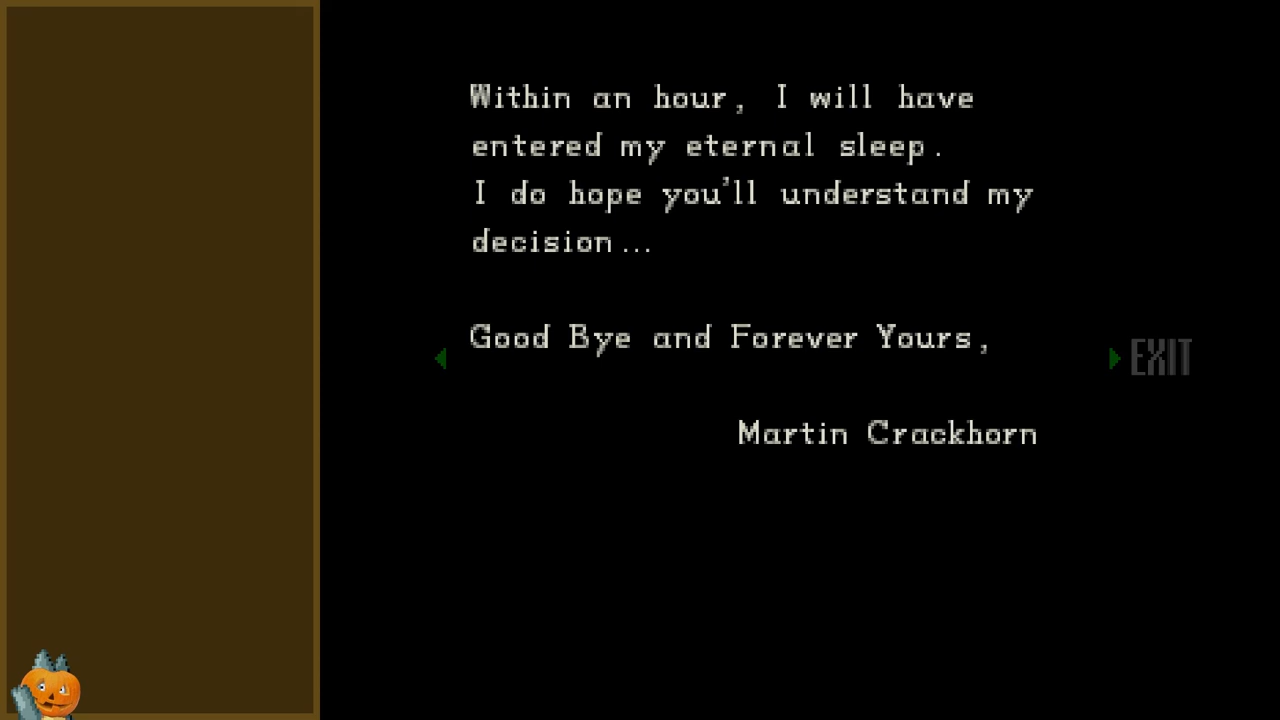 Within an hour, I will have
entered my eternal sleep.
I do hope you'll understand my
decision...
Good Bye and Forever Yours,
EXIT
Martin Crackhorn